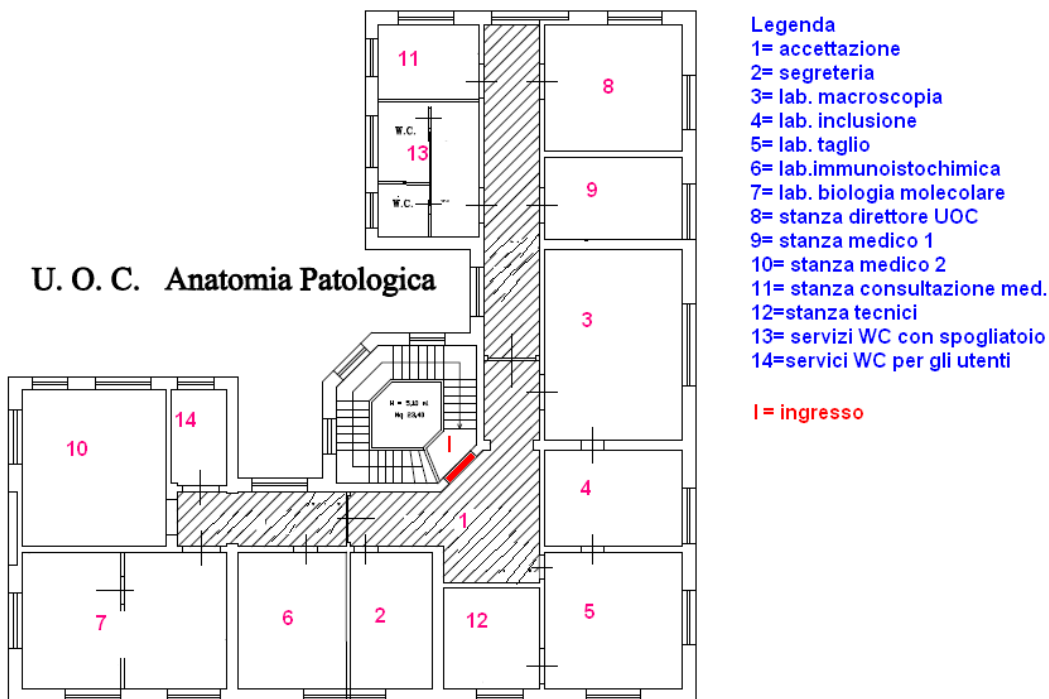 Legenda
1= accettazione
2= segreteria
3= lab. macroscopia
4= lab. inclusione
5= lab. taglio
6= lab.immunoistochimica
7= lab. biologia molecolare
8= stanza direttore UOC
9= stanza medico 1
10= stanza medico 2
11= stanza consultazione med.
12=stanza tecnici
13= servizi WC con spogliatoio
14=servici WC per gli utenti
I = ingresso
U. O. C. Anatomia Patologica
11
8
W.C.
13
W.C.
9
3
14
10
I
4
1
7
6
2
12
5